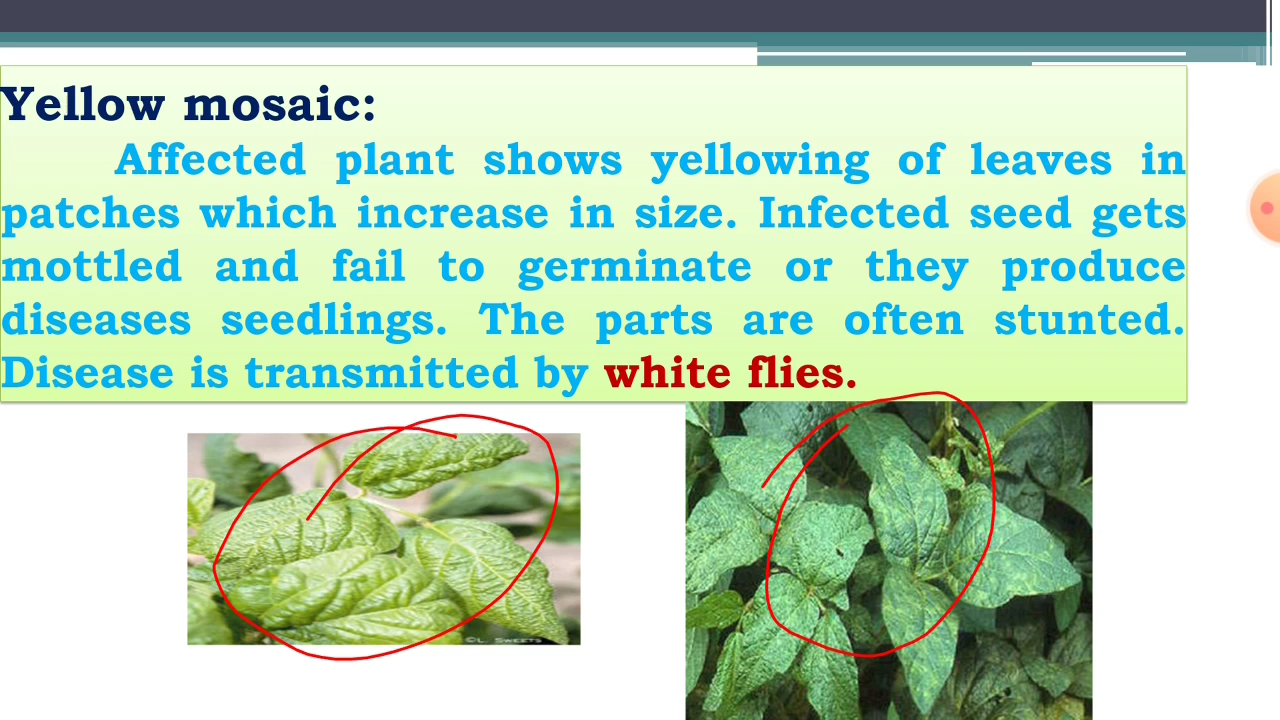 Yellow mosaic:
Affected plant shows yellowing of leaves in
patches which increase in size. Infected seed gets
mottled and fail to germinate or they produce
diseases seedlings. The parts are often stunted.
Disease is transmitted by white flies.
©L. SWEETS